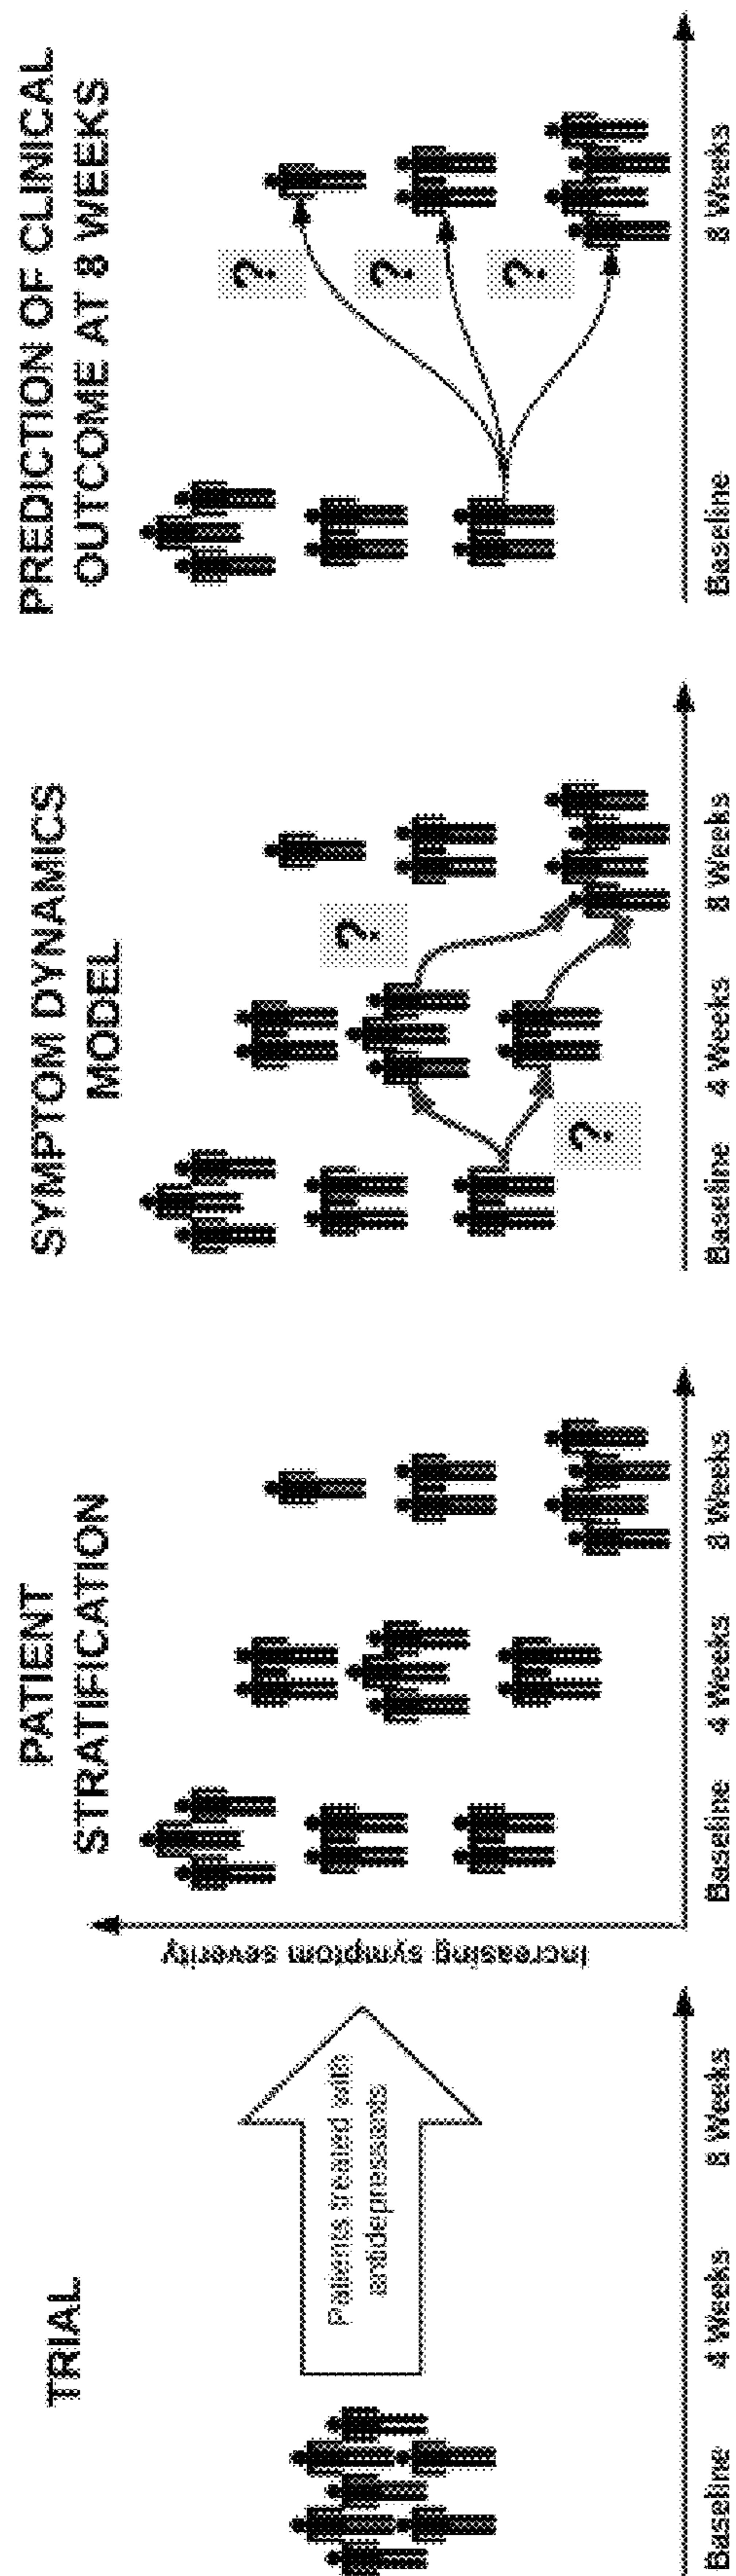 TRIAL
Patients treated with
antidepressants
Baseline 4 Weeks 8 Weeks
PATIENT
STRATIFICATION
Increasing symptom severity
Baseline 4 Weeks 8 Weeks
SYMPTOM DYNAMICS
MODEL
?
?
Baseline 4 Weeks 8 Weeks
PREDICTION OF CLINICAL
OUTCOME AT 8 WEEKS
?
?
?
Baseline 8 Weeks